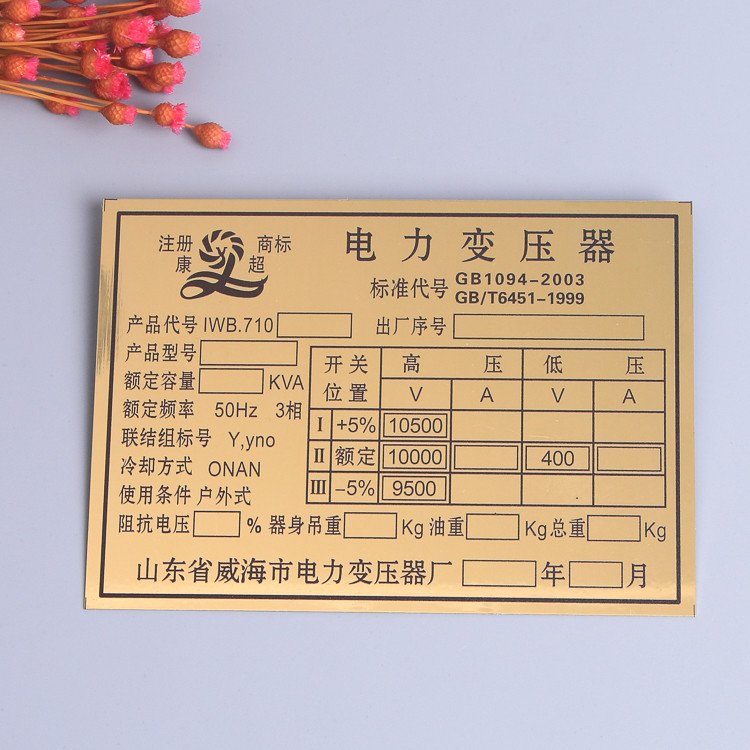 注册 商标
康 超
电力变压器
标准代号 GB1094-2003
GB/T6451-1999
产品代号 IWB.710 出厂序号
产品型号
额定容量 KVA
额定频率 50Hz 3相
联结组标号 Y,yno
冷却方式 ONAN
使用条件 户外式
开关 高 压 低 压
位置 V A V A
I +5% 10500
II 额定 10000 400
III -5% 9500
阻抗电压 % 器身吊重 Kg 油重 Kg 总重 Kg
山东省威海市电力变压器厂 年 月